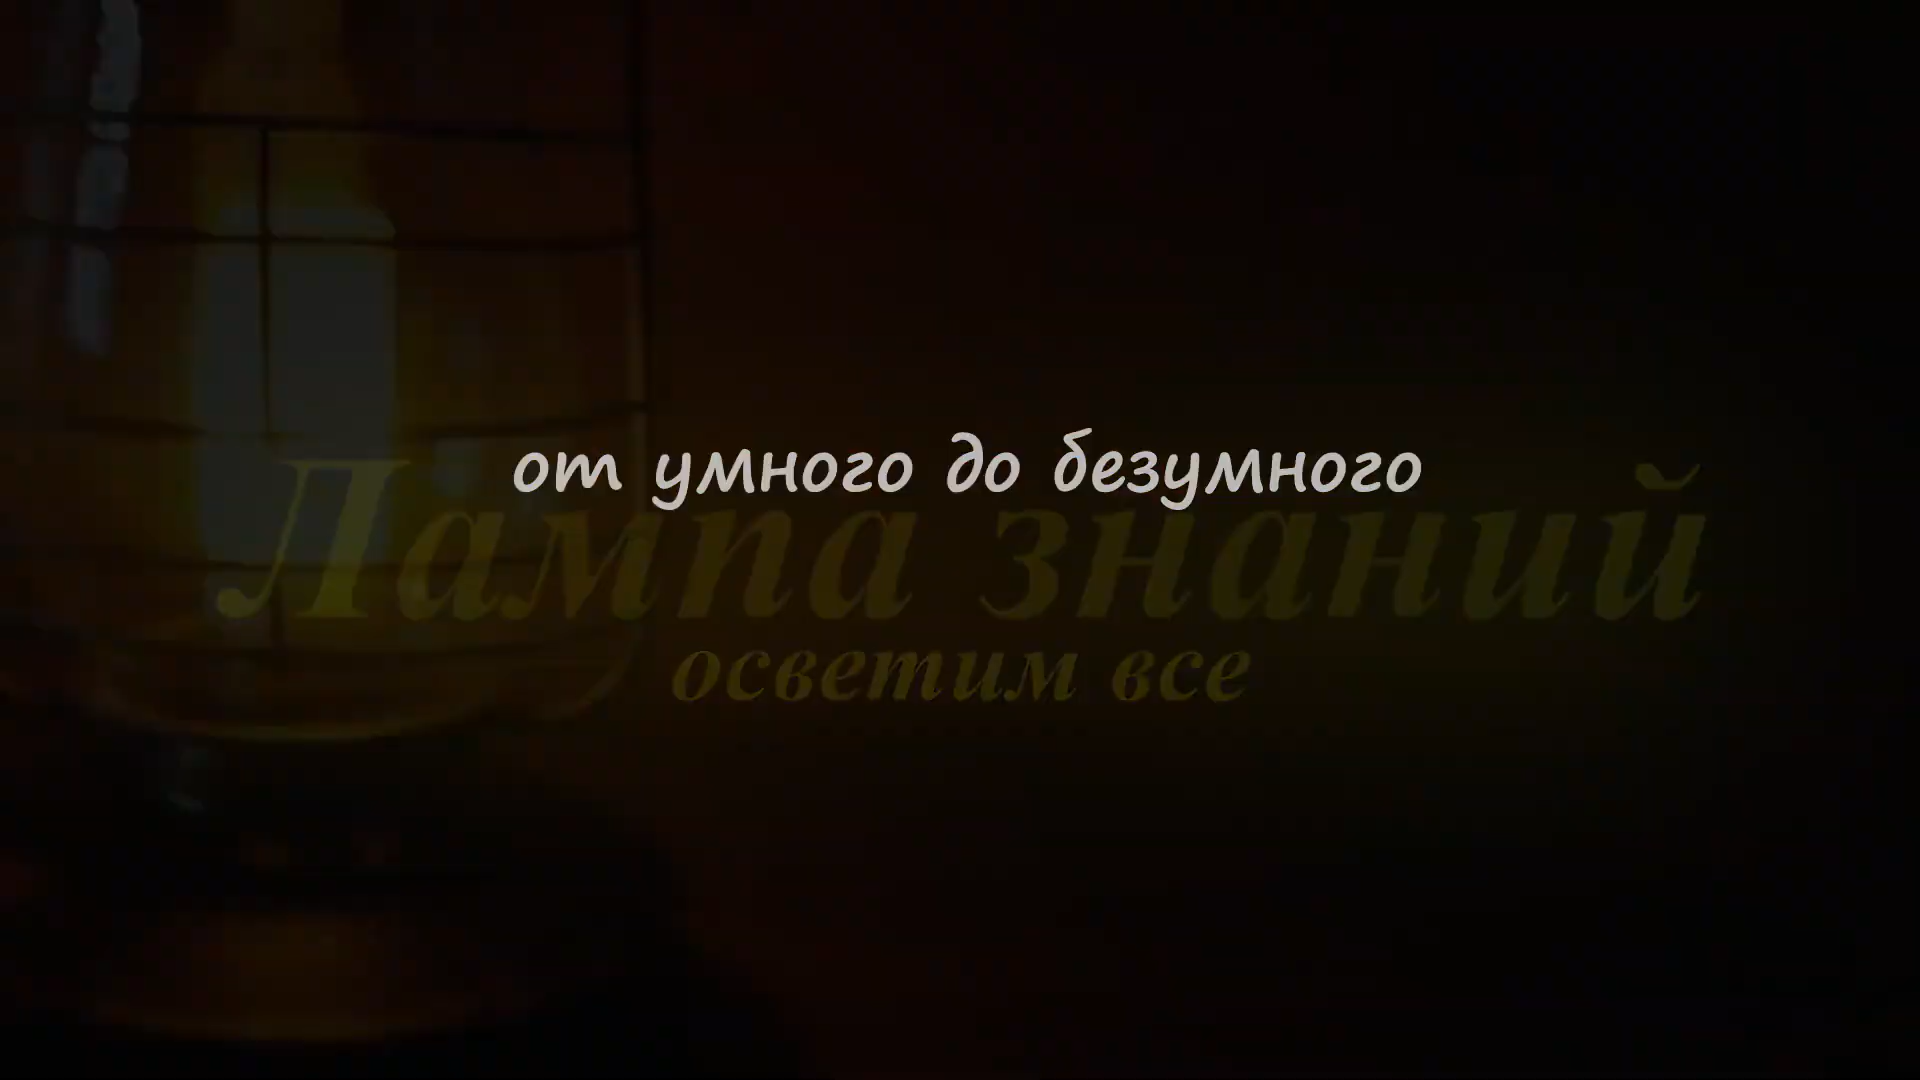 от умного до безумного
Лампа знаний
осветим все